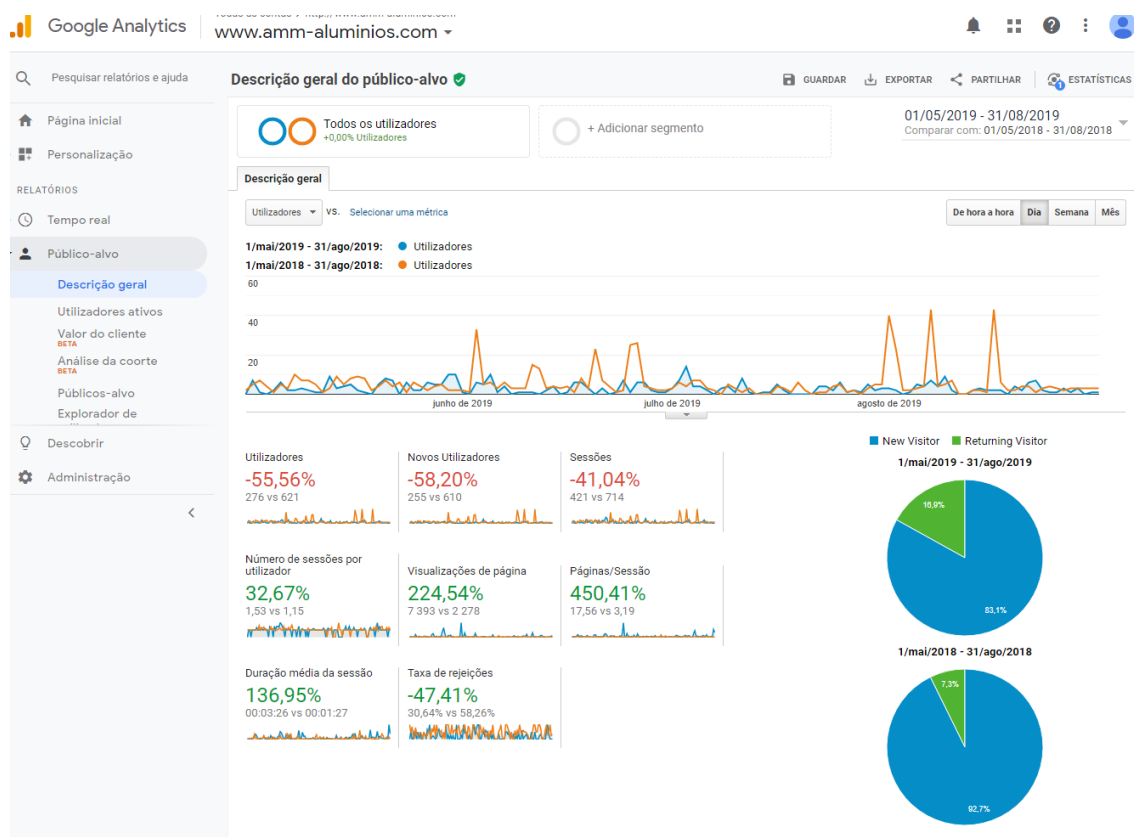 Google Analytics
www.amm-aluminios.com
Pesquisar relatórios e ajuda
Descrição geral do público-alvo
GUARDAR
EXPORTAR
PARTILHAR
1
ESTATÍSTICAS
Página inicial
Personalização
RELATÓRIOS
Tempo real
Público-alvo
Descrição geral
Utilizadores ativos
Valor do cliente
BETA
Análise da coorte
BETA
Públicos-alvo
Explorador de
Descobrir
Administração
Todos os utilizadores
+0,00% Utilizadores
+ Adicionar segmento
01/05/2019 - 31/08/2019
Comparar com: 01/05/2018 - 31/08/2018
Descrição geral
Utilizadores VS. Selecionar uma métrica
De hora a hora Dia Semana Mês
1/mai/2019 - 31/ago/2019: Utilizadores
1/mai/2018 - 31/ago/2018: Utilizadores
60
40
20
junho de 2019 julho de 2019 agosto de 2019
Utilizadores
-55,56%
276 vs 621
Novos Utilizadores
-58,20%
255 vs 610
Sessões
-41,04%
421 vs 714
Número de sessões por
utilizador
32,67%
1,53 vs 1,15
Visualizações de página
224,54%
7 393 vs 2 278
Páginas/Sessão
450,41%
17,56 vs 3,19
Duração média da sessão
136,95%
00:03:26 vs 00:01:27
Taxa de rejeições
-47,41%
30,64% vs 58,26%
New Visitor Returning Visitor
1/mai/2019 - 31/ago/2019
16,9%
83,1%
1/mai/2018 - 31/ago/2018
7,3%
92,7%